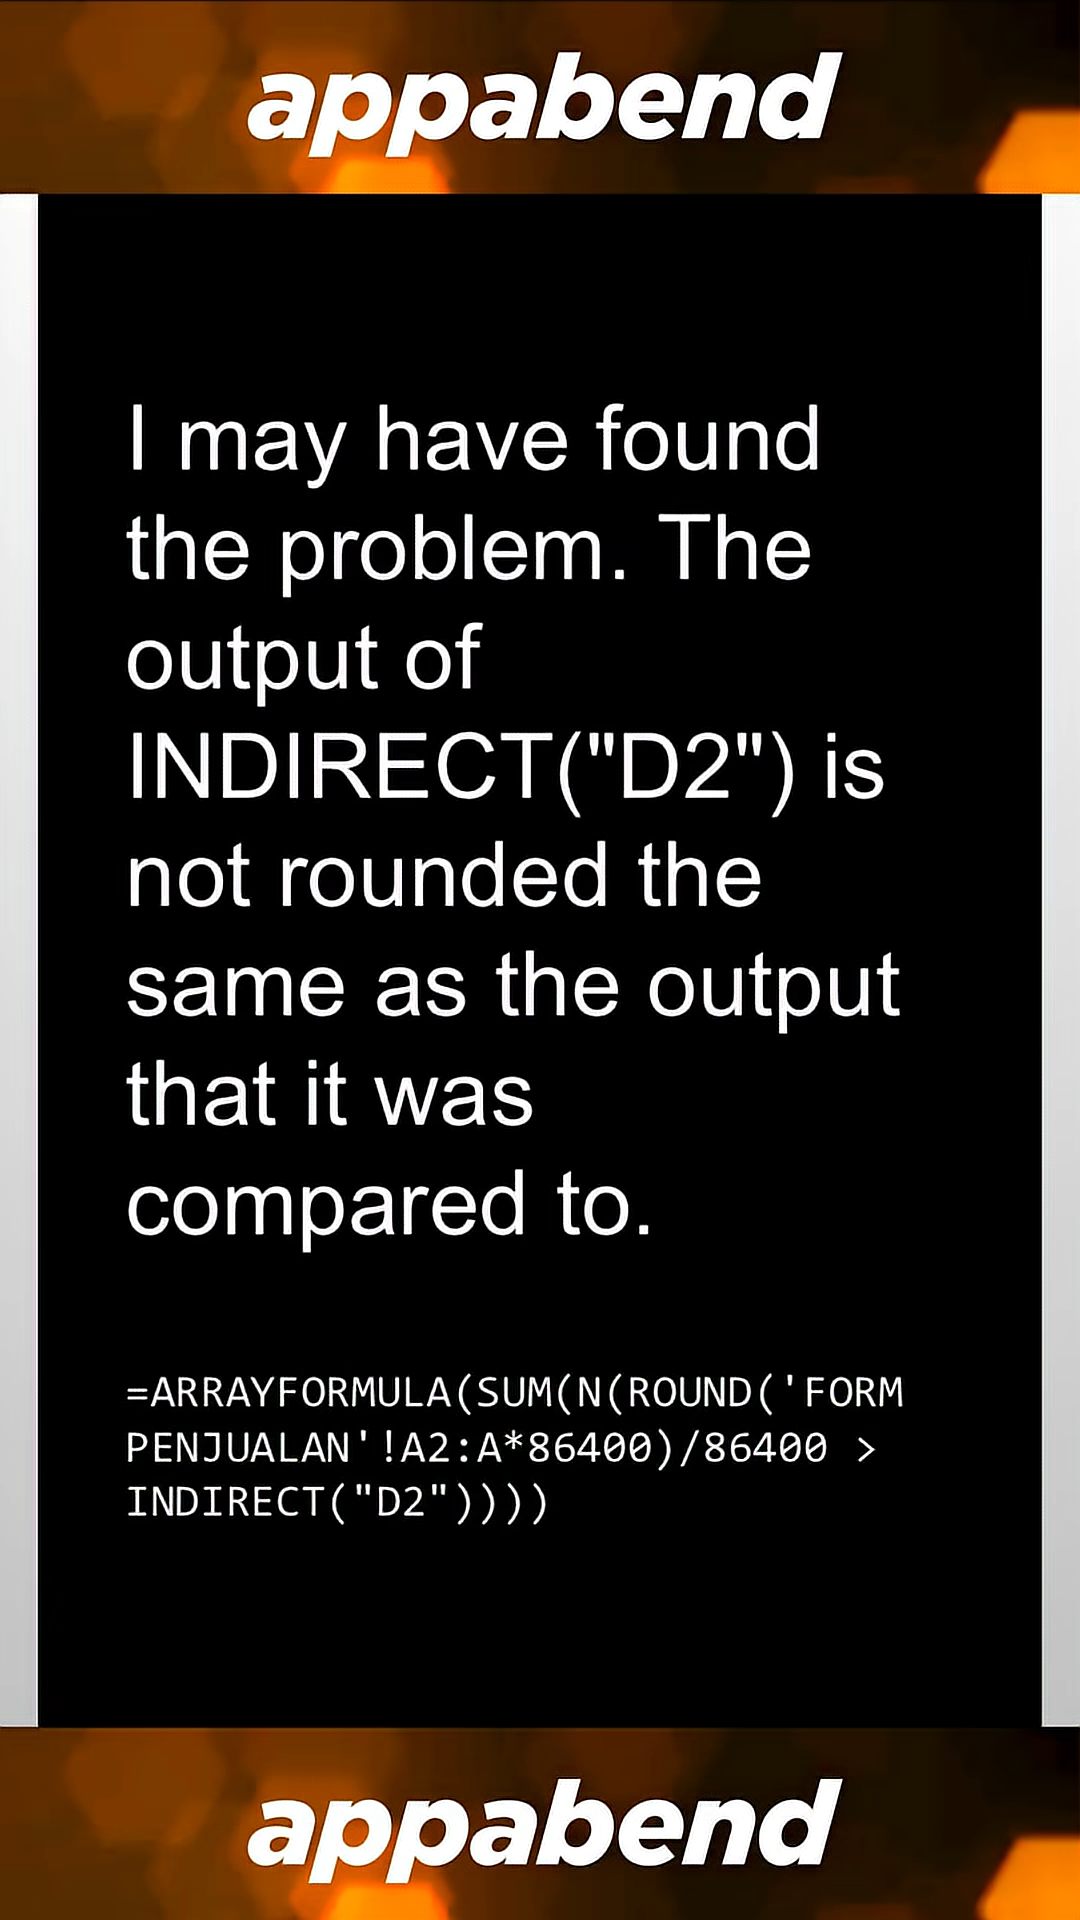 appabend
I may have found
the problem. The
output of
INDIRECT("D2") is
not rounded the
same as the output
that it was
compared to.
=ARRAYFORMULA(SUM(N(ROUND('FORM
PENJUALAN'!A2:A*86400)/86400 >
INDIRECT("D2"))))
appabend